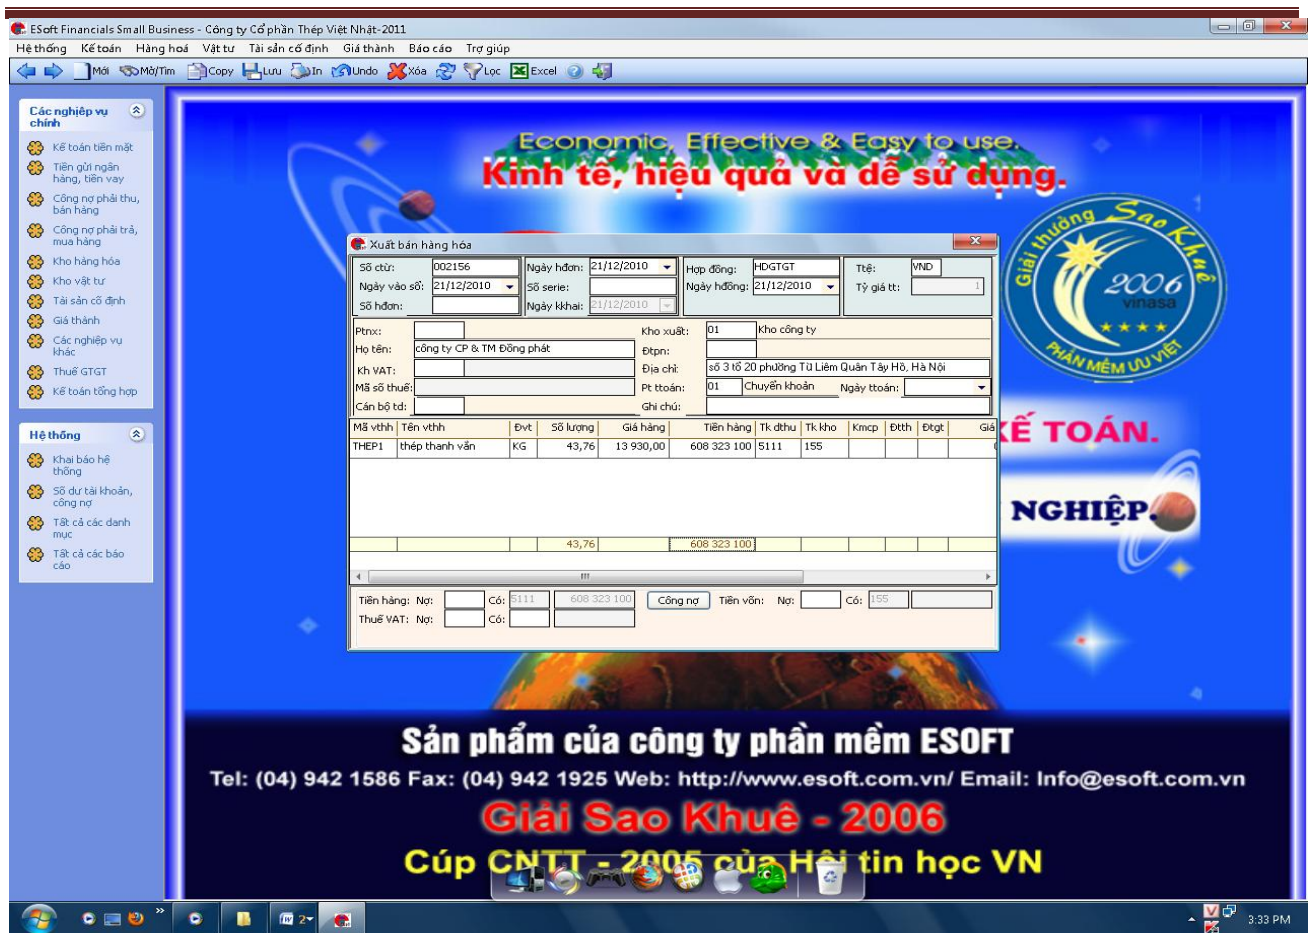 ESoft Financials Small Business - Công ty Cổ phần Thép Việt Nhật-2011
Hệ thống Kế toán Hàng hoá Vật tư Tài sản cố định Giá thành Báo cáo Trợ giúp
Mới Mở/Tìm Copy Lưu In Undo Xóa Lọc Excel
Các nghiệp vụ chính
Kế toán tiền mặt
Tiền gửi ngân hàng, tiền vay
Công nợ phải thu, bán hàng
Công nợ phải trả, mua hàng
Kho hàng hóa
Kho vật tư
Tài sản cố định
Giá thành
Các nghiệp vụ khác
Thuế GTGT
Kế toán tổng hợp
Hệ thống
Khai báo hệ thống
Số dư tài khoản, công nợ
Tất cả các danh mục
Tất cả các báo cáo
Economic, Effective & Easy to use.
Kinh tế, hiệu quả và dễ sử dụng.
Giải thưởng Sao Khuê
2006
vinasa
PHẦN MỀM ƯU VIỆT
KẾ TOÁN.
NGHIỆP.
Xuất bán hàng hóa
Số ctừ: 002156 Ngày hđơn: 21/12/2010 Hợp đồng: HDGTGT Ttệ: VND
Ngày vào sổ: 21/12/2010 Số serie: Ngày hđồng: 21/12/2010 Tỷ giá tt: 1
Số hđơn: Ngày kkhai: 21/12/2010
Ptnx: Kho xuất: 01 Kho công ty
Họ tên: công ty CP & TM Đồng phát Đtpn:
Kh VAT: Địa chỉ: số 3 tổ 20 phường Tứ Liêm Quân Tây Hồ, Hà Nội
Mã số thuế: Pt ttoán: 01 Chuyển khoản Ngày ttoán:
Cán bộ td: Ghi chú:
Mã vthh Tên vthh Đvt Số lượng Giá hàng Tiền hàng Tk dthu Tk kho Kmcp Đtth Đtgt Giá
THEP1 thép thanh vằn KG 43,76 13 930,00 608 323 100 5111 155
43,76 608 323 100
Tiền hàng: Nợ: Có: 5111 608 323 100 Công nợ Tiền vốn: Nợ: Có: 155
Thuế VAT: Nợ: Có:
Sản phẩm của công ty phần mềm ESOFT
Tel: (04) 942 1586 Fax: (04) 942 1925 Web: http://www.esoft.com.vn/ Email: Info@esoft.com.vn
Giải Sao Khuê - 2006
Cúp CNTT - 2005 của Hội tin học VN
2
3:33 PM